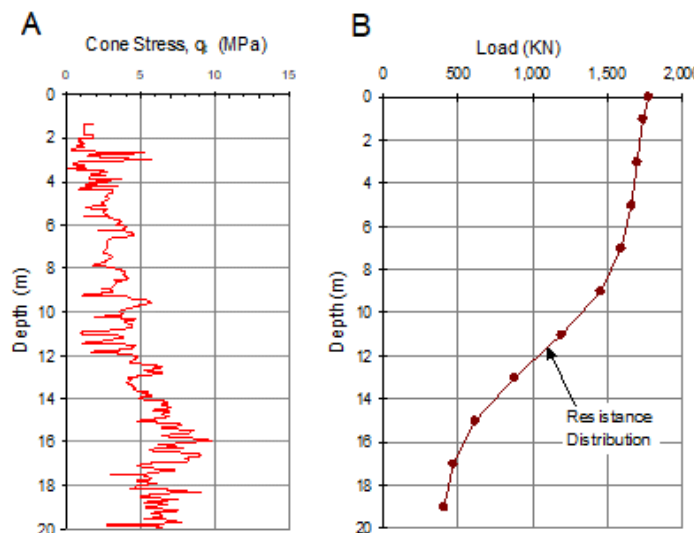 A
Cone Stress, qt (MPa)
0 5 10 15
0
2
4
6
8
10
12
14
16
18
20
Depth (m)
B
Load (KN)
0 500 1,000 1,500 2,000
0
2
4
6
8
10
12
14
16
18
20
Depth (m)
Resistance
Distribution